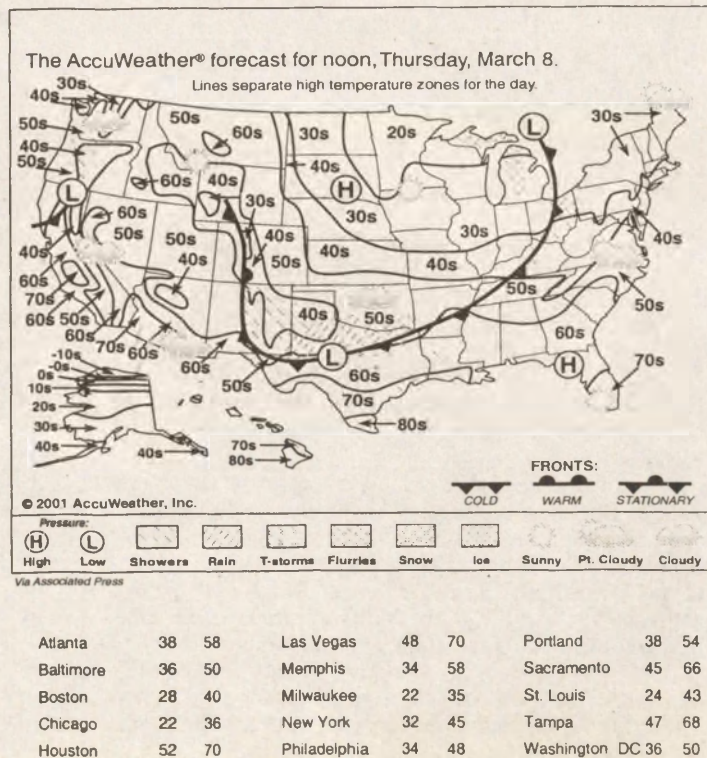 The AccuWeather® forecast for noon, Thursday, March 8.
Lines separate high temperature zones for the day.
30s
40s
50s
40s
50s
50s
60s
30s
20s
30s
40s
60s
40s
30s
30s
30s
60s
50s
50s
40s
50s
40s
40s
40s
40s
60s
70s
60s
50s
60s
70s
60s
60s
50s
40s
50s
50s
50s
60s
60s
70s
70s
80s
-10s
-0s
0s
10s
20s
30s
40s
40s
70s
80s
H
H
L
L
L
FRONTS:
COLD WARM STATIONARY
© 2001 AccuWeather, Inc.
Pressure:
H L
High Low Showers Rain T-storms Flurries Snow Ice Sunny Pt. Cloudy Cloudy
Via Associated Press
Atlanta 38 58 Las Vegas 48 70 Portland 38 54
Baltimore 36 50 Memphis 34 58 Sacramento 45 66
Boston 28 40 Milwaukee 22 35 St. Louis 24 43
Chicago 22 36 New York 32 45 Tampa 47 68
Houston 52 70 Philadelphia 34 48 Washington DC 36 50